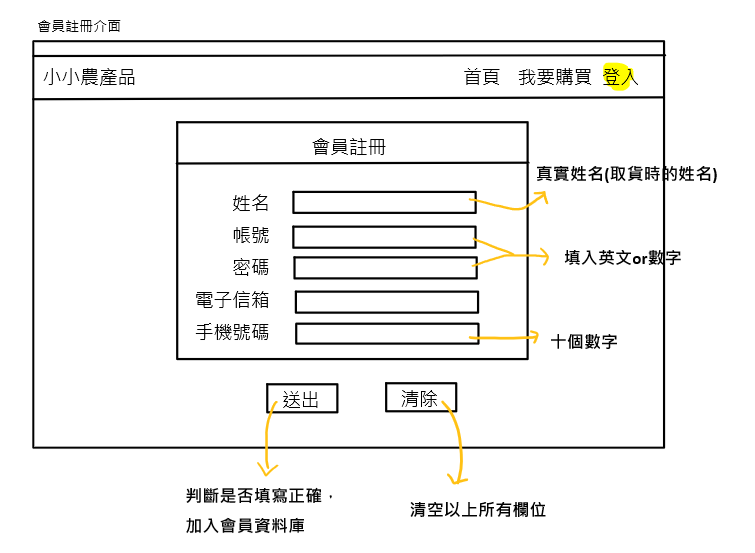 會員註冊介面
小小農產品 首頁 我要購買 登入
會員註冊
真實姓名(取貨時的姓名)
姓名
帳號
填入英文or數字
密碼
電子信箱
手機號碼
十個數字
送出 清除
判斷是否填寫正確，
加入會員資料庫
清空以上所有欄位